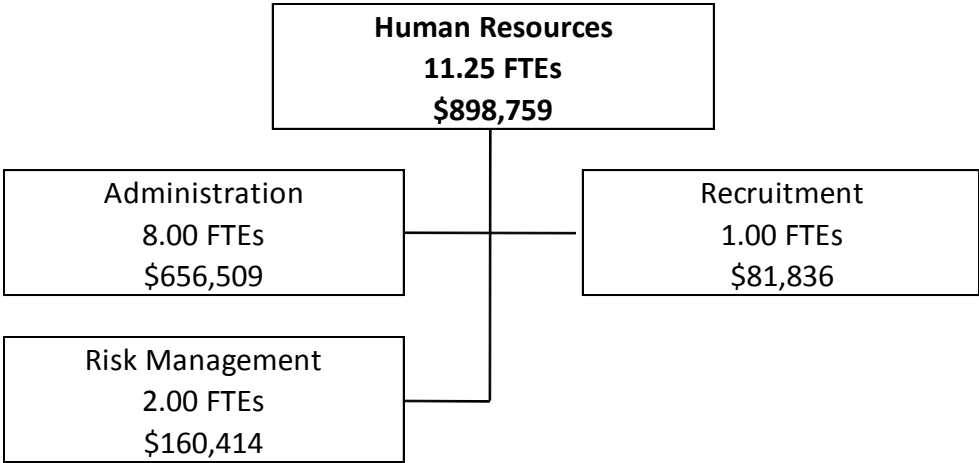 Human Resources
11.25 FTEs
$898,759
Administration
8.00 FTEs
$656,509
Recruitment
1.00 FTEs
$81,836
Risk Management
2.00 FTEs
$160,414